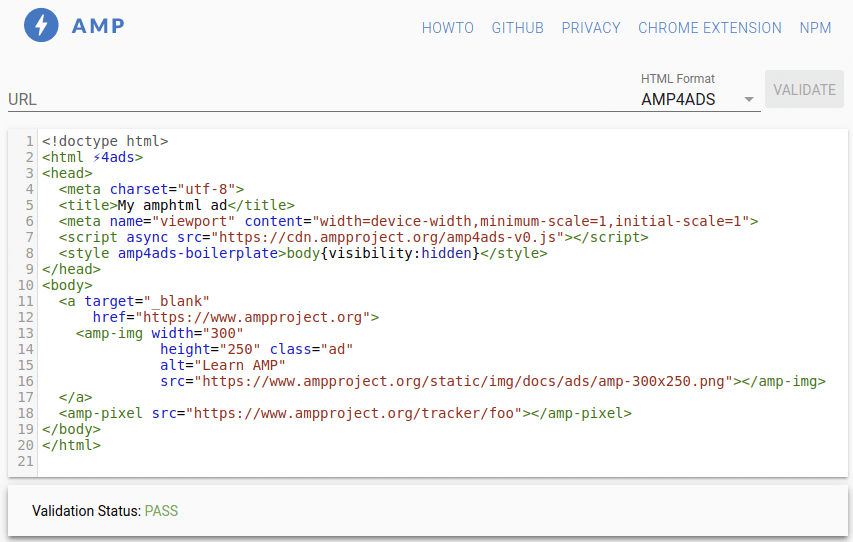 AMP
HOWTO GITHUB PRIVACY CHROME EXTENSION NPM
HTML Format
URL AMP4ADS VALIDATE
1 <!doctype html>
2 <html ⚡4ads>
3 <head>
4   <meta charset="utf-8">
5   <title>My amphtml ad</title>
6   <meta name="viewport" content="width=device-width,minimum-scale=1,initial-scale=1">
7   <script async src="https://cdn.ampproject.org/amp4ads-v0.js"></script>
8   <style amp4ads-boilerplate>body{visibility:hidden}</style>
9 </head>
10 <body>
11   <a target="_blank"
12       href="https://www.ampproject.org">
13     <amp-img width="300"
14               height="250" class="ad"
15               alt="Learn AMP"
16               src="https://www.ampproject.org/static/img/docs/ads/amp-300x250.png"></amp-img>
17   </a>
18   <amp-pixel src="https://www.ampproject.org/tracker/foo"></amp-pixel>
19 </body>
20 </html>
21
Validation Status: PASS